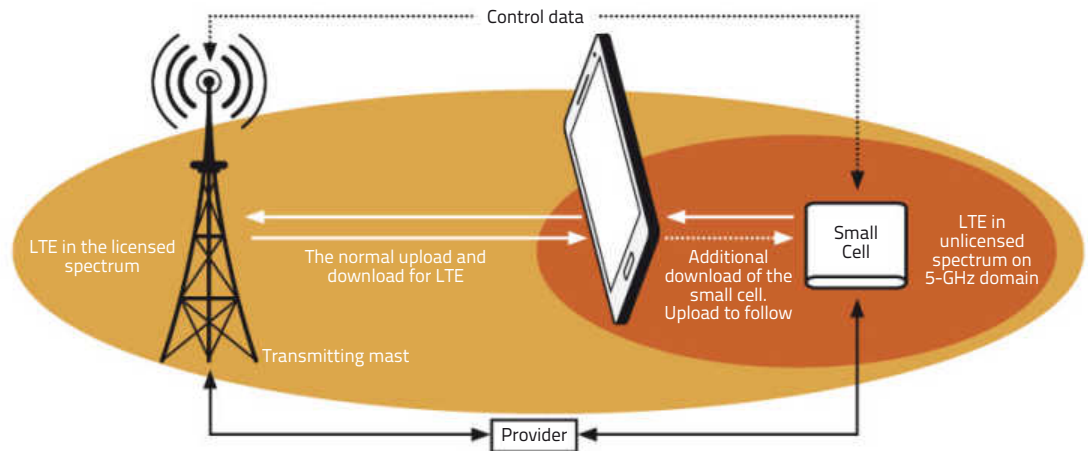 Control data
LTE in the licensed
spectrum
The normal upload and
download for LTE
Additional
download of the
small cell.
Upload to follow
Small
Cell
LTE in
unlicensed
spectrum on
5-GHz domain
Transmitting mast
Provider